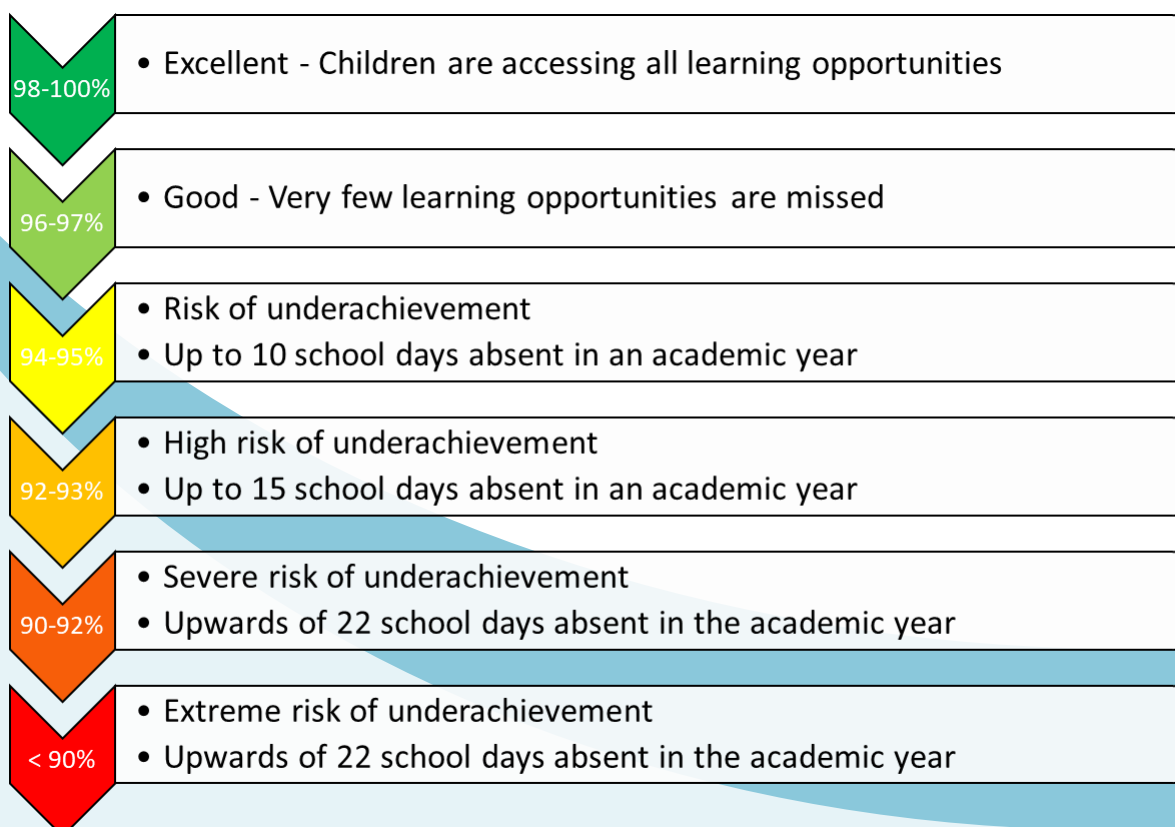 98-100%
• Excellent - Children are accessing all learning opportunities
96-97%
• Good - Very few learning opportunities are missed
94-95%
• Risk of underachievement
• Up to 10 school days absent in an academic year
92-93%
• High risk of underachievement
• Up to 15 school days absent in an academic year
90-92%
• Severe risk of underachievement
• Upwards of 22 school days absent in the academic year
< 90%
• Extreme risk of underachievement
• Upwards of 22 school days absent in the academic year